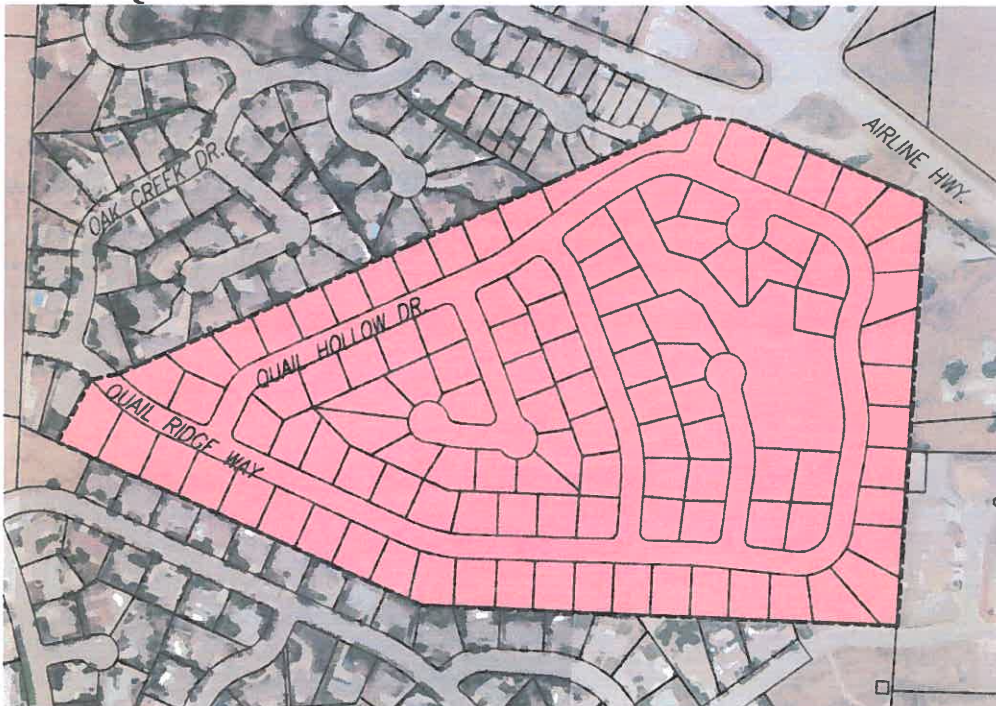 AIRLINE HWY.
OAK CREEK DR.
QUAIL HOLLOW DR.
QUAIL RIDGE WAY